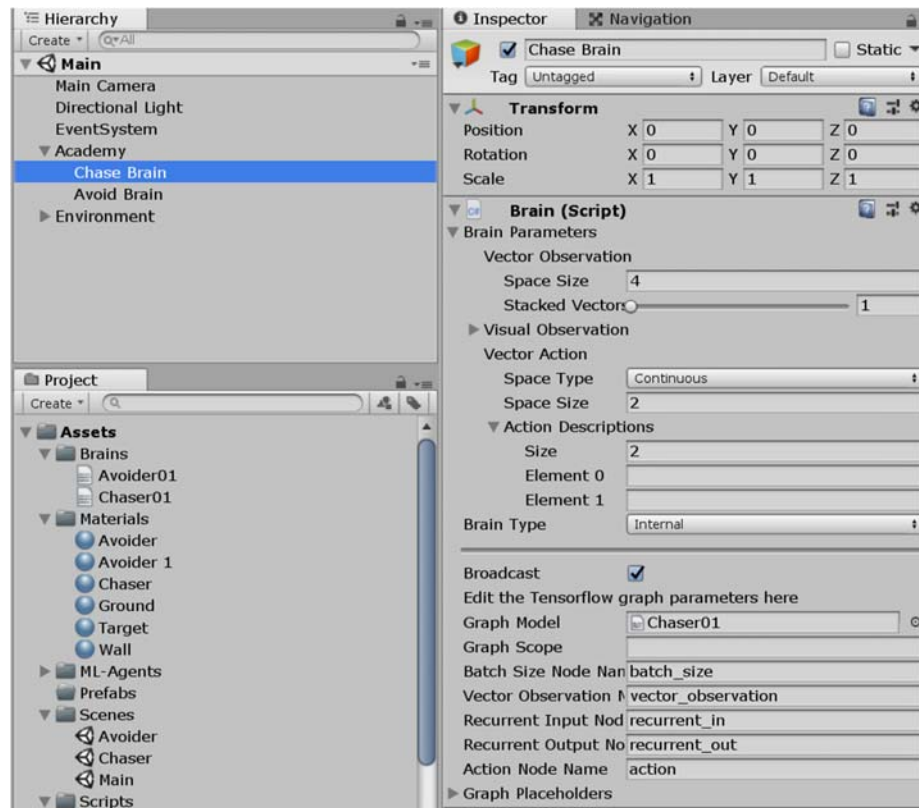 Hierarchy
Create
All
Main
Main Camera
Directional Light
EventSystem
Academy
Chase Brain
Avoid Brain
Environment
Project
Create
Assets
Brains
Avoider01
Chaser01
Materials
Avoider
Avoider 1
Chaser
Ground
Target
Wall
ML-Agents
Prefabs
Scenes
Avoider
Chaser
Main
Scripts
Inspector Navigation
Chase Brain Static
Tag Untagged Layer Default
Transform
Position X 0 Y 0 Z 0
Rotation X 0 Y 0 Z 0
Scale X 1 Y 1 Z 1
Brain (Script)
Brain Parameters
Vector Observation
Space Size 4
Stacked Vectors 1
Visual Observation
Vector Action
Space Type Continuous
Space Size 2
Action Descriptions
Size 2
Element 0
Element 1
Brain Type Internal
Broadcast
Edit the Tensorflow graph parameters here
Graph Model Chaser01
Graph Scope
Batch Size Node Nan batch_size
Vector Observation N vector_observation
Recurrent Input Nod recurrent_in
Recurrent Output No recurrent_out
Action Node Name action
Graph Placeholders